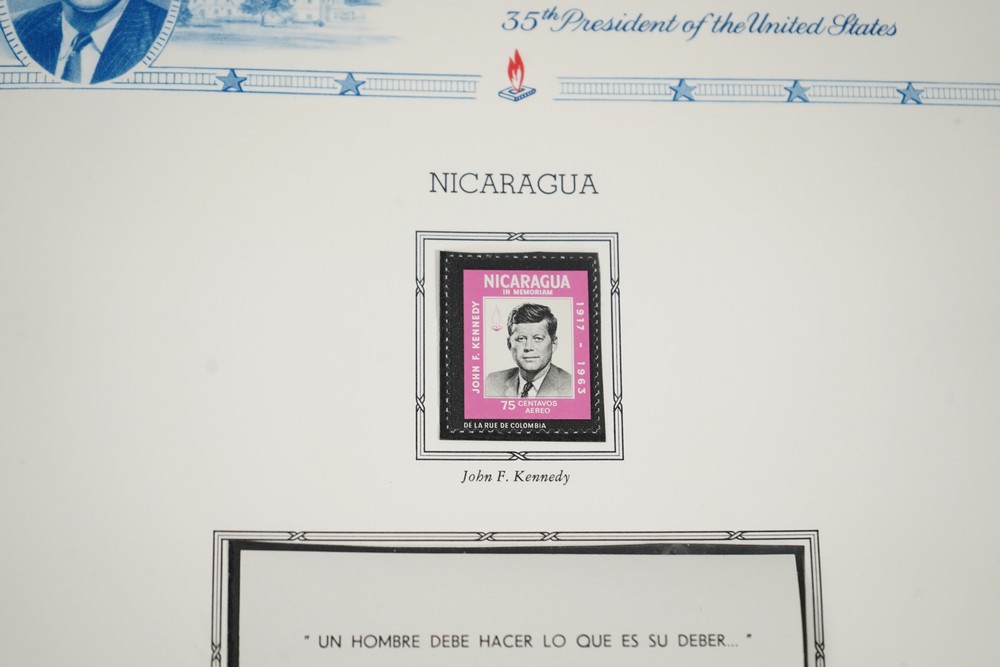 35th President of the United States
NICARAGUA
NICARAGUA
IN MEMORIAM
JOHN F. KENNEDY
1917 - 1963
75 CENTAVOS
AEREO
DE LA RUE DE COLOMBIA
John F. Kennedy
" UN HOMBRE DEBE HACER LO QUE ES SU DEBER... "